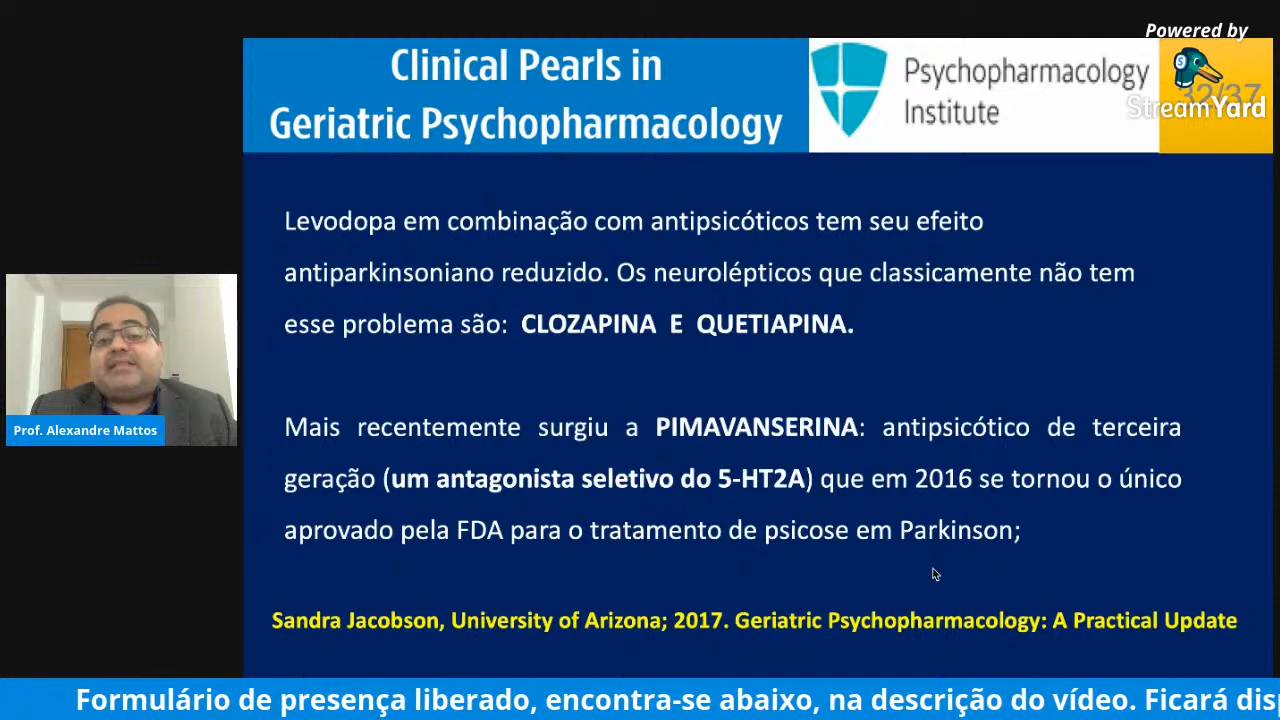 Powered by
StreamYard
32/37
Clinical Pearls in
Geriatric Psychopharmacology
Psychopharmacology
Institute
Levodopa em combinação com antipsicóticos tem seu efeito
antiparkinsoniano reduzido. Os neurolépticos que classicamente não tem
esse problema são: CLOZAPINA E QUETIAPINA.
Mais recentemente surgiu a PIMAVANSERINA: antipsicótico de terceira
geração (um antagonista seletivo do 5-HT2A) que em 2016 se tornou o único
aprovado pela FDA para o tratamento de psicose em Parkinson;
Sandra Jacobson, University of Arizona; 2017. Geriatric Psychopharmacology: A Practical Update
Prof. Alexandre Mattos
Formulário de presença liberado, encontra-se abaixo, na descrição do vídeo. Ficará dis